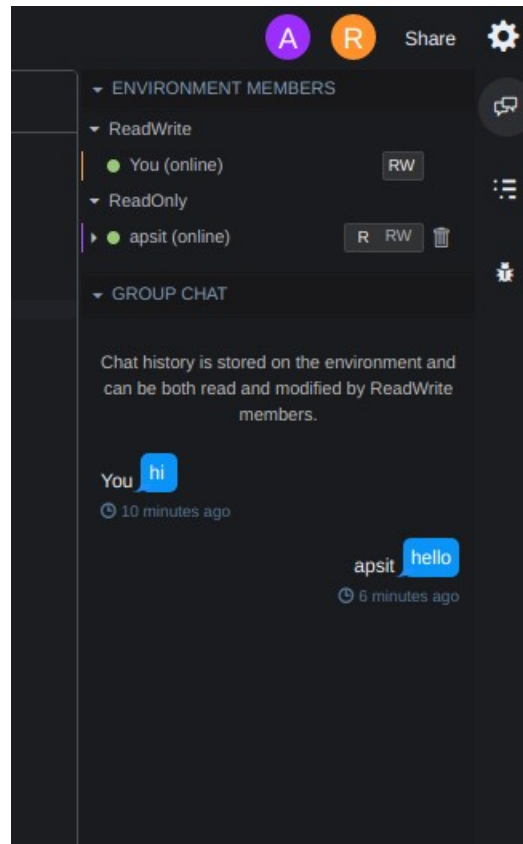 A R Share
ENVIRONMENT MEMBERS
ReadWrite
You (online) RW
ReadOnly
apsit (online) R RW
GROUP CHAT
Chat history is stored on the environment and
can be both read and modified by ReadWrite
members.
You hi
10 minutes ago
apsit hello
6 minutes ago